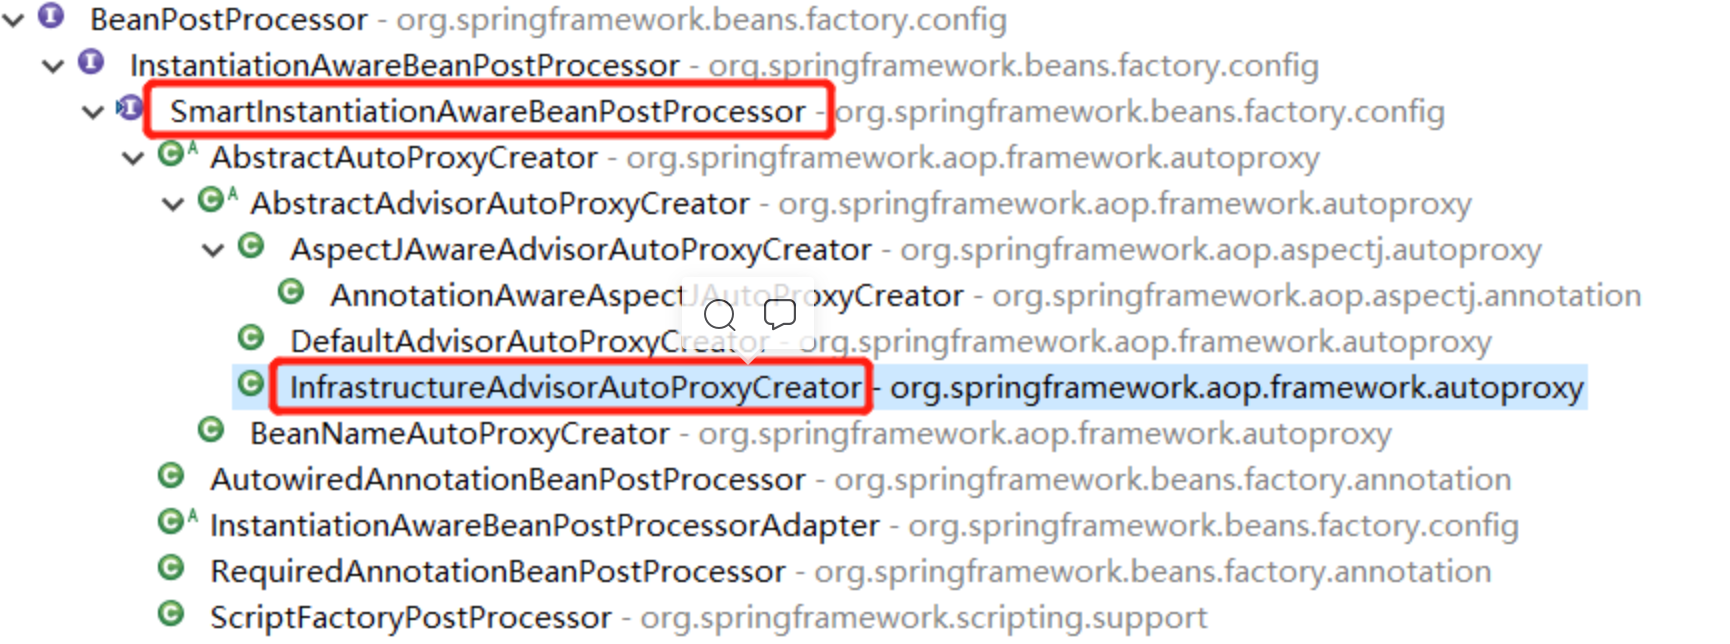 BeanPostProcessor - org.springframework.beans.factory.config
InstantiationAwareBeanPostProcessor - org.springframework.beans.factory.config
SmartInstantiationAwareBeanPostProcessor - org.springframework.beans.factory.config
AbstractAutoProxyCreator - org.springframework.aop.framework.autoproxy
AbstractAdvisorAutoProxyCreator - org.springframework.aop.framework.autoproxy
AspectJAwareAdvisorAutoProxyCreator - org.springframework.aop.aspectj.autoproxy
AnnotationAwareAspectJAutoProxyCreator - org.springframework.aop.aspectj.annotation
DefaultAdvisorAutoProxyCreator - org.springframework.aop.framework.autoproxy
InfrastructureAdvisorAutoProxyCreator - org.springframework.aop.framework.autoproxy
BeanNameAutoProxyCreator - org.springframework.aop.framework.autoproxy
AutowiredAnnotationBeanPostProcessor - org.springframework.beans.factory.annotation
InstantiationAwareBeanPostProcessorAdapter - org.springframework.beans.factory.config
RequiredAnnotationBeanPostProcessor - org.springframework.beans.factory.annotation
ScriptFactoryPostProcessor - org.springframework.scripting.support